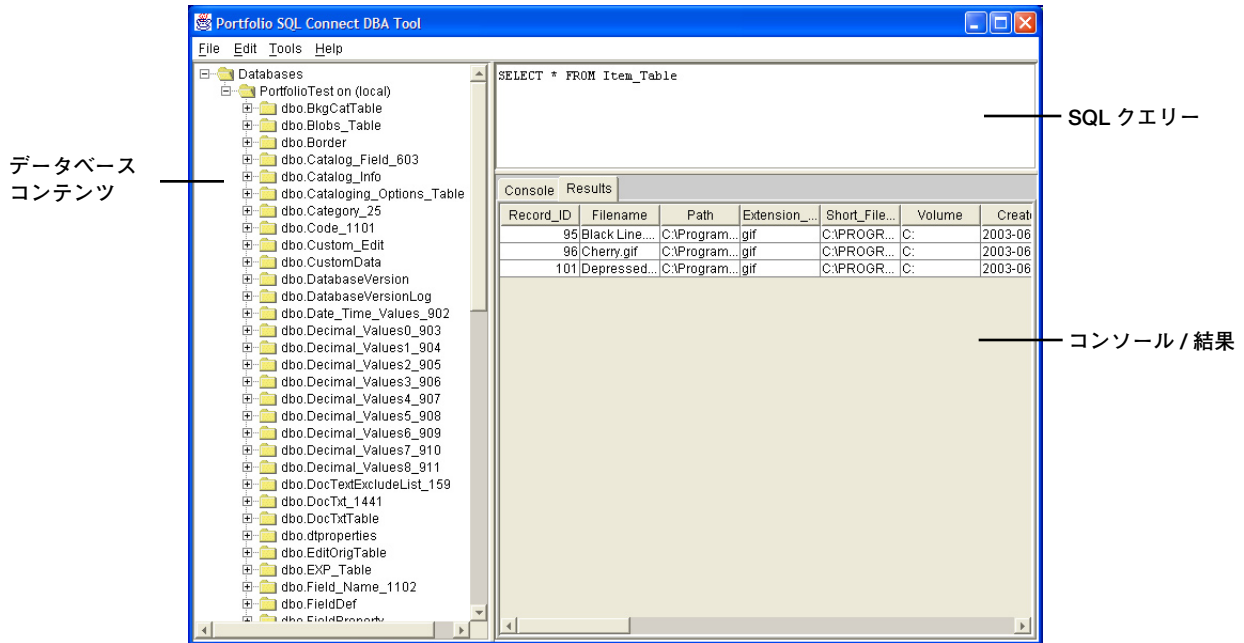 Portfolio SQL Connect DBA Tool
File Edit Tools Help
Databases
PortfolioTest on (local)
dbo.BkgCatTable
dbo.Blobs_Table
dbo.Border
dbo.Catalog_Field_603
dbo.Catalog_Info
dbo.Cataloging_Options_Table
dbo.Category_25
dbo.Code_1101
dbo.Custom_Edit
dbo.CustomData
dbo.DatabaseVersion
dbo.DatabaseVersionLog
dbo.Date_Time_Values_902
dbo.Decimal_Values0_903
dbo.Decimal_Values1_904
dbo.Decimal_Values2_905
dbo.Decimal_Values3_906
dbo.Decimal_Values4_907
dbo.Decimal_Values5_908
dbo.Decimal_Values6_909
dbo.Decimal_Values7_910
dbo.Decimal_Values8_911
dbo.DocTextExcludeList_159
dbo.DocTxt_1441
dbo.DocTxtTable
dbo.dtproperties
dbo.EditOrigTable
dbo.EXP_Table
dbo.Field_Name_1102
dbo.FieldDef
dbo.FieldProperty
SELECT * FROM Item_Table
Console Results
Record_ID Filename Path Extension_... Short_File... Volume Creat
95 Black Line.... C:\Program... gif C:\PROGR... C: 2003-06
96 Cherry.gif C:\Program... gif C:\PROGR... C: 2003-06
101 Depressed... C:\Program... gif C:\PROGR... C: 2003-06
データベース
コンテンツ
SQL クエリー
コンソール / 結果